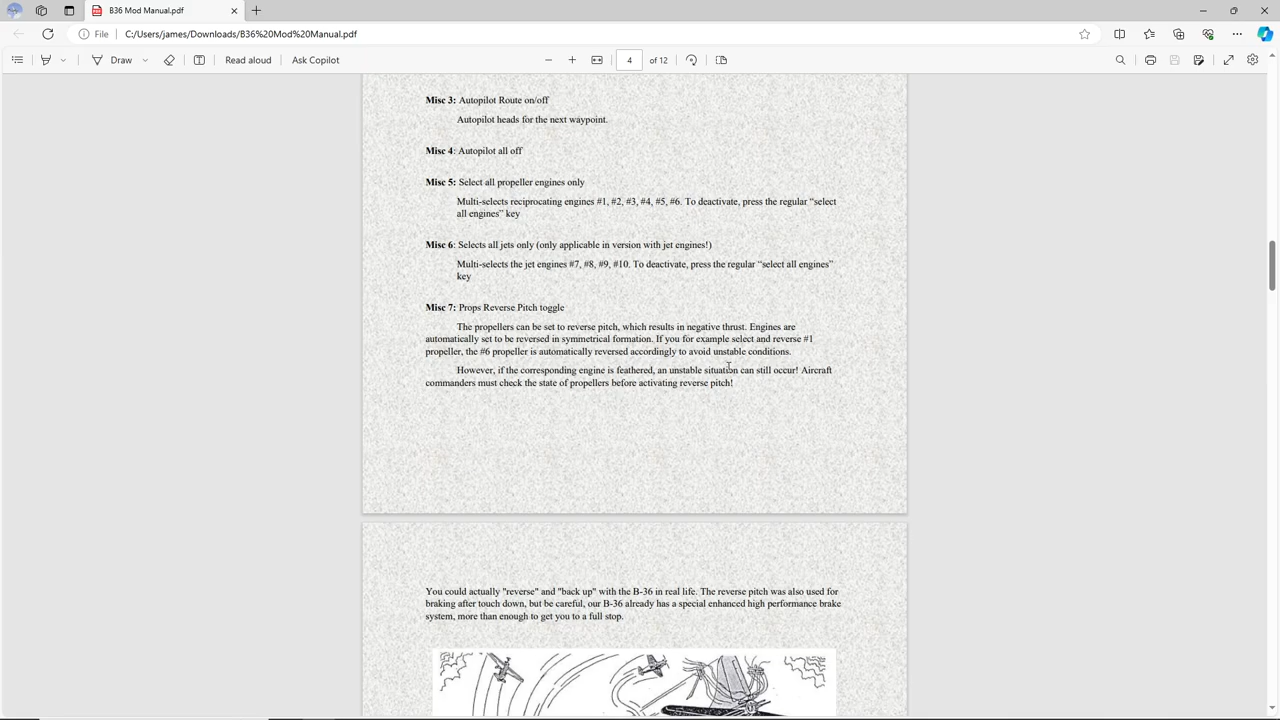 B36 Mod Manual.pdf
File C:/Users/james/Downloads/B36%20Mod%20Manual.pdf
Draw Read aloud Ask Copilot 4 of 12
Misc 3: Autopilot Route on/off
Autopilot heads for the next waypoint.
Misc 4: Autopilot all off
Misc 5: Select all propeller engines only
Multi-selects reciprocating engines #1, #2, #3, #4, #5, #6. To deactivate, press the regular “select
all engines” key
Misc 6: Selects all jets only (only applicable in version with jet engines!)
Multi-selects the jet engines #7, #8, #9, #10. To deactivate, press the regular “select all engines”
key
Misc 7: Props Reverse Pitch toggle
The propellers can be set to reverse pitch, which results in negative thrust. Engines are
automatically set to be reversed in symmetrical formation. If you for example select and reverse #1
propeller, the #6 propeller is automatically reversed accordingly to avoid unstable conditions.
However, if the corresponding engine is feathered, an unstable situation can still occur! Aircraft
commanders must check the state of propellers before activating reverse pitch!
You could actually "reverse" and "back up" with the B-36 in real life. The reverse pitch was also used for
braking after touch down, but be careful, our B-36 already has a special enhanced high performance brake
system, more than enough to get you to a full stop.